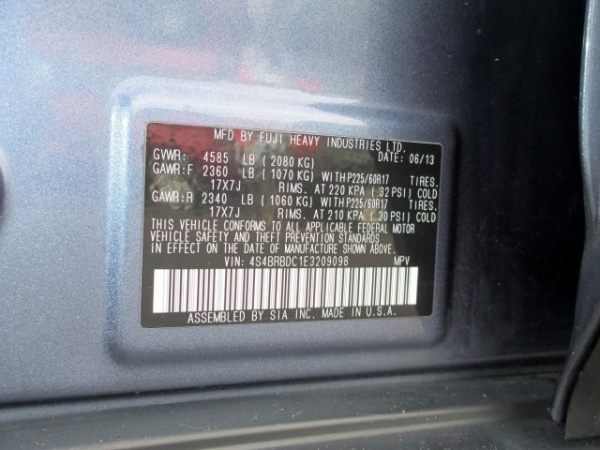 MFD BY FUJI HEAVY INDUSTRIES LTD.
GVWR: 4585 LB (2080 KG) DATE: 06/13
GAWR:F 2360 LB (1070 KG) WITH P225/60R17 TIRES.
17X7J RIMS. AT 220 KPA (32 PSI) COLD
GAWR:R 2340 LB (1060 KG) WITH P225/60R17 TIRES.
17X7J RIMS. AT 210 KPA (30 PSI) COLD
THIS VEHICLE CONFORMS TO ALL APPLICABLE FEDERAL MOTOR
VEHICLE SAFETY AND THEFT PREVENTION STANDARDS
IN EFFECT ON THE DATE OF MANUFACTURE SHOWN ABOVE.
VIN: 4S4BRBDC1E3209098 MPV
ASSEMBLED BY SIA INC. MADE IN U.S.A.